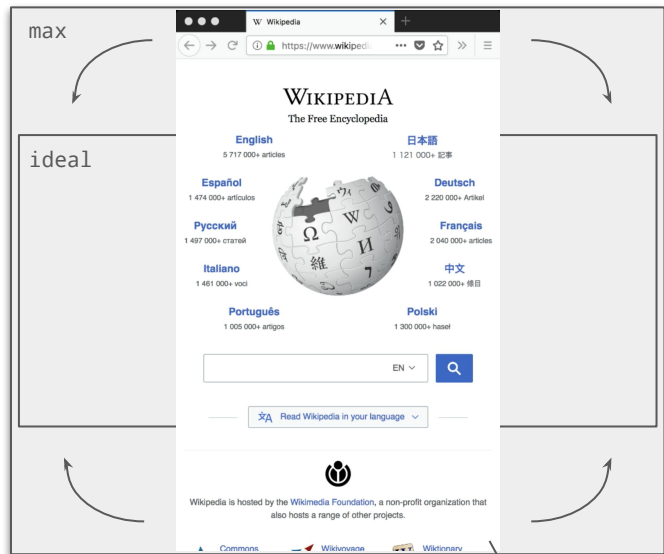 max
W Wikipedia
https://www.wikipedi
WIKIPEDIA
The Free Encyclopedia
English
5 717 000+ articles
日本語
1 121 000+ 記事
ideal
Español
1 474 000+ artículos
Deutsch
2 220 000+ Artikel
Русский
1 497 000+ статей
Français
2 040 000+ articles
Italiano
1 461 000+ voci
中文
1 022 000+ 條目
Português
1 005 000+ artigos
Polski
1 300 000+ haseł
EN
Read Wikipedia in your language
Wikipedia is hosted by the Wikimedia Foundation, a non-profit organization that
also hosts a range of other projects.
Commons Wikivoyage Wiktionary